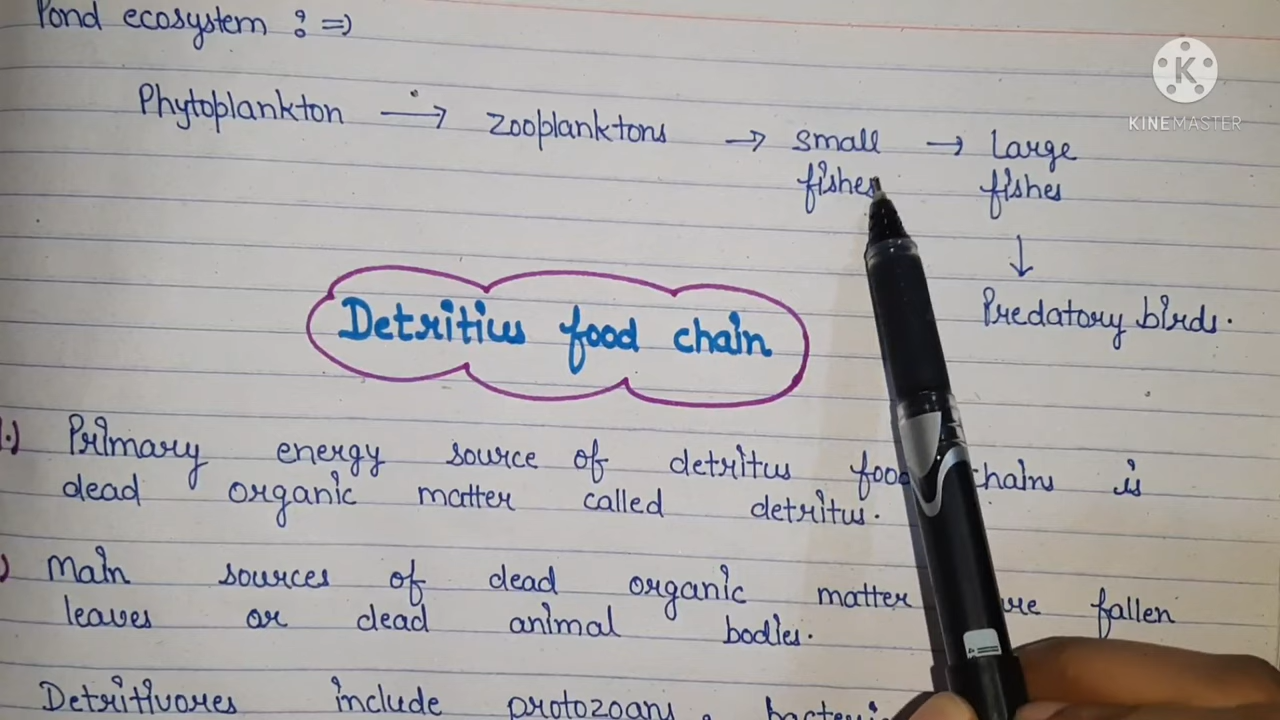 Pond ecosystem : =>
Phytoplankton → zooplanktons → small → Large
fishes fishes
↓
Predatory birds.
Detritius food chain
1.) Primary energy source of detritus food chains is
dead organic matter called detritus.
) Main sources of dead organic matter are fallen
leaves or dead animal bodies.
Detritivores include protozoans, bacteria
KINEMASTER